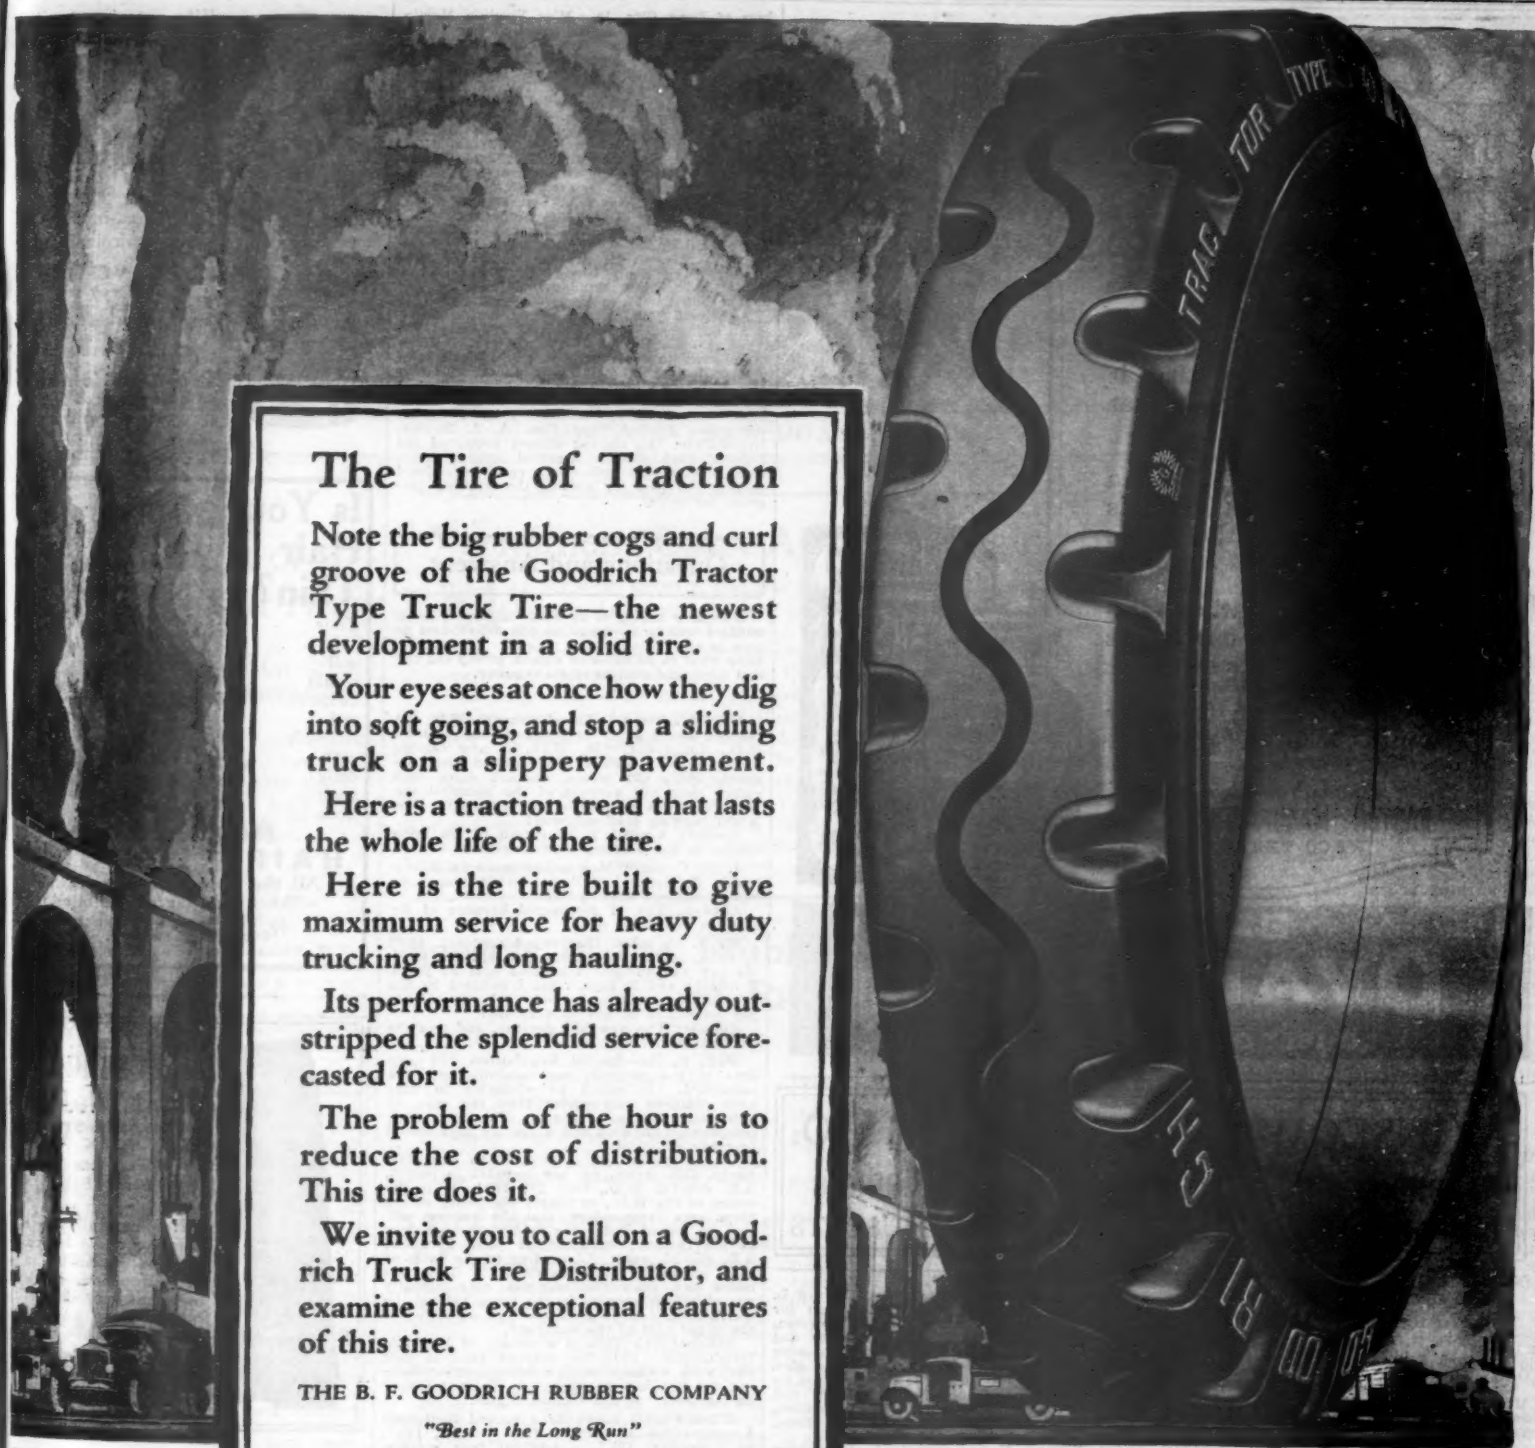 The Tire of Traction
Note the big rubber cogs and curl
groove of the Goodrich Tractor
Type Truck Tire—the newest
development in a solid tire.
Your eye sees at once how they dig
into soft going, and stop a sliding
truck on a slippery pavement.
Here is a traction tread that lasts
the whole life of the tire.
Here is the tire built to give
maximum service for heavy duty
trucking and long hauling.
Its performance has already out-
stripped the splendid service fore-
casted for it.
The problem of the hour is to
reduce the cost of distribution.
This tire does it.
We invite you to call on a Good-
rich Truck Tire Distributor, and
examine the exceptional features
of this tire.
THE B. F. GOODRICH RUBBER COMPANY
"Best in the Long Run"
TRACTOR TYPE